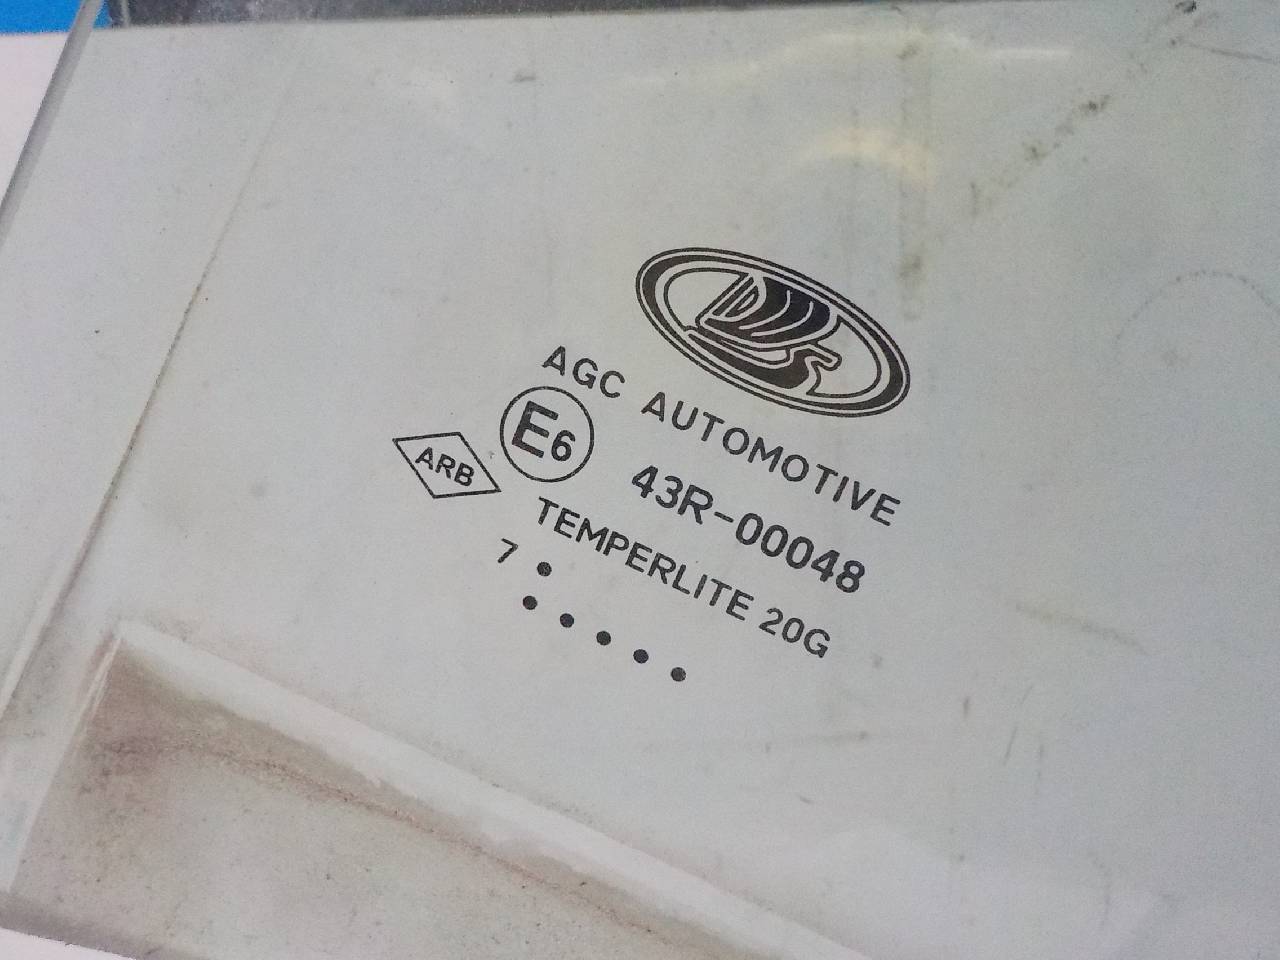 AGC AUTOMOTIVE
E6 43R-00048
ARB
TEMPERLITE 20G
7